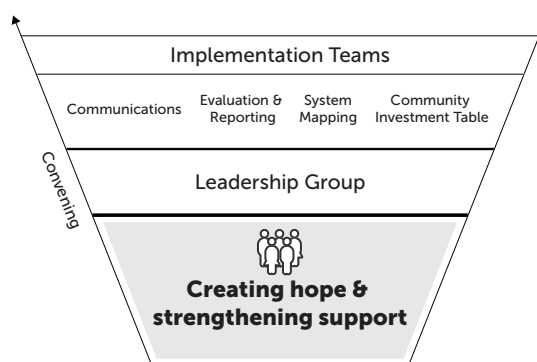 Implementation Teams
Communications
Evaluation &
Reporting
System
Mapping
Community
Investment Table
Convening
Leadership Group
Creating hope &
strengthening support